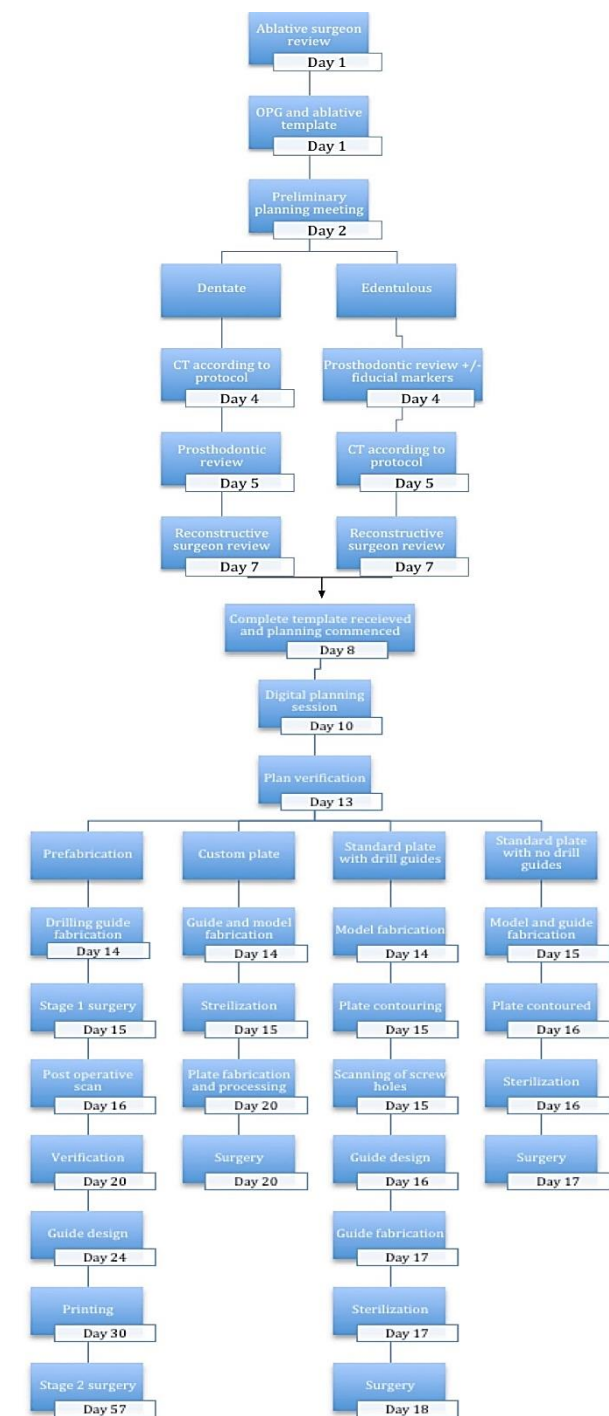 Ablative surgeon
review
Day 1
OPG and ablative
template
Day 1
Preliminary
planning meeting
Day 2
Dentate
Edentulous
CT according to
protocol
Day 4
Prosthodontic review +/-
fiducial markers
Day 4
Prosthodontic
review
Day 5
CT according to
protocol
Day 5
Reconstructive
surgeon review
Day 7
Reconstructive
surgeon review
Day 7
Complete template receieved
and planning commenced
Day 8
Digital planning
session
Day 10
Plan verification
Day 13
Prefabrication
Drilling guide
fabrication
Day 14
Stage 1 surgery
Day 15
Post operative
scan
Day 16
Verification
Day 20
Guide design
Day 24
Printing
Day 30
Stage 2 surgery
Day 57
Custom plate
Guide and model
fabrication
Day 14
Streilization
Day 15
Plate fabrication
and processing
Day 20
Surgery
Day 20
Standard plate
with drill guides
Model fabrication
Day 14
Plate contouring
Day 15
Scanning of screw
holes
Day 15
Guide design
Day 16
Guide fabrication
Day 17
Sterilization
Day 17
Surgery
Day 18
Standard plate
with no drill
guides
Model and guide
fabrication
Day 15
Plate contoured
Day 16
Sterilization
Day 16
Surgery
Day 17